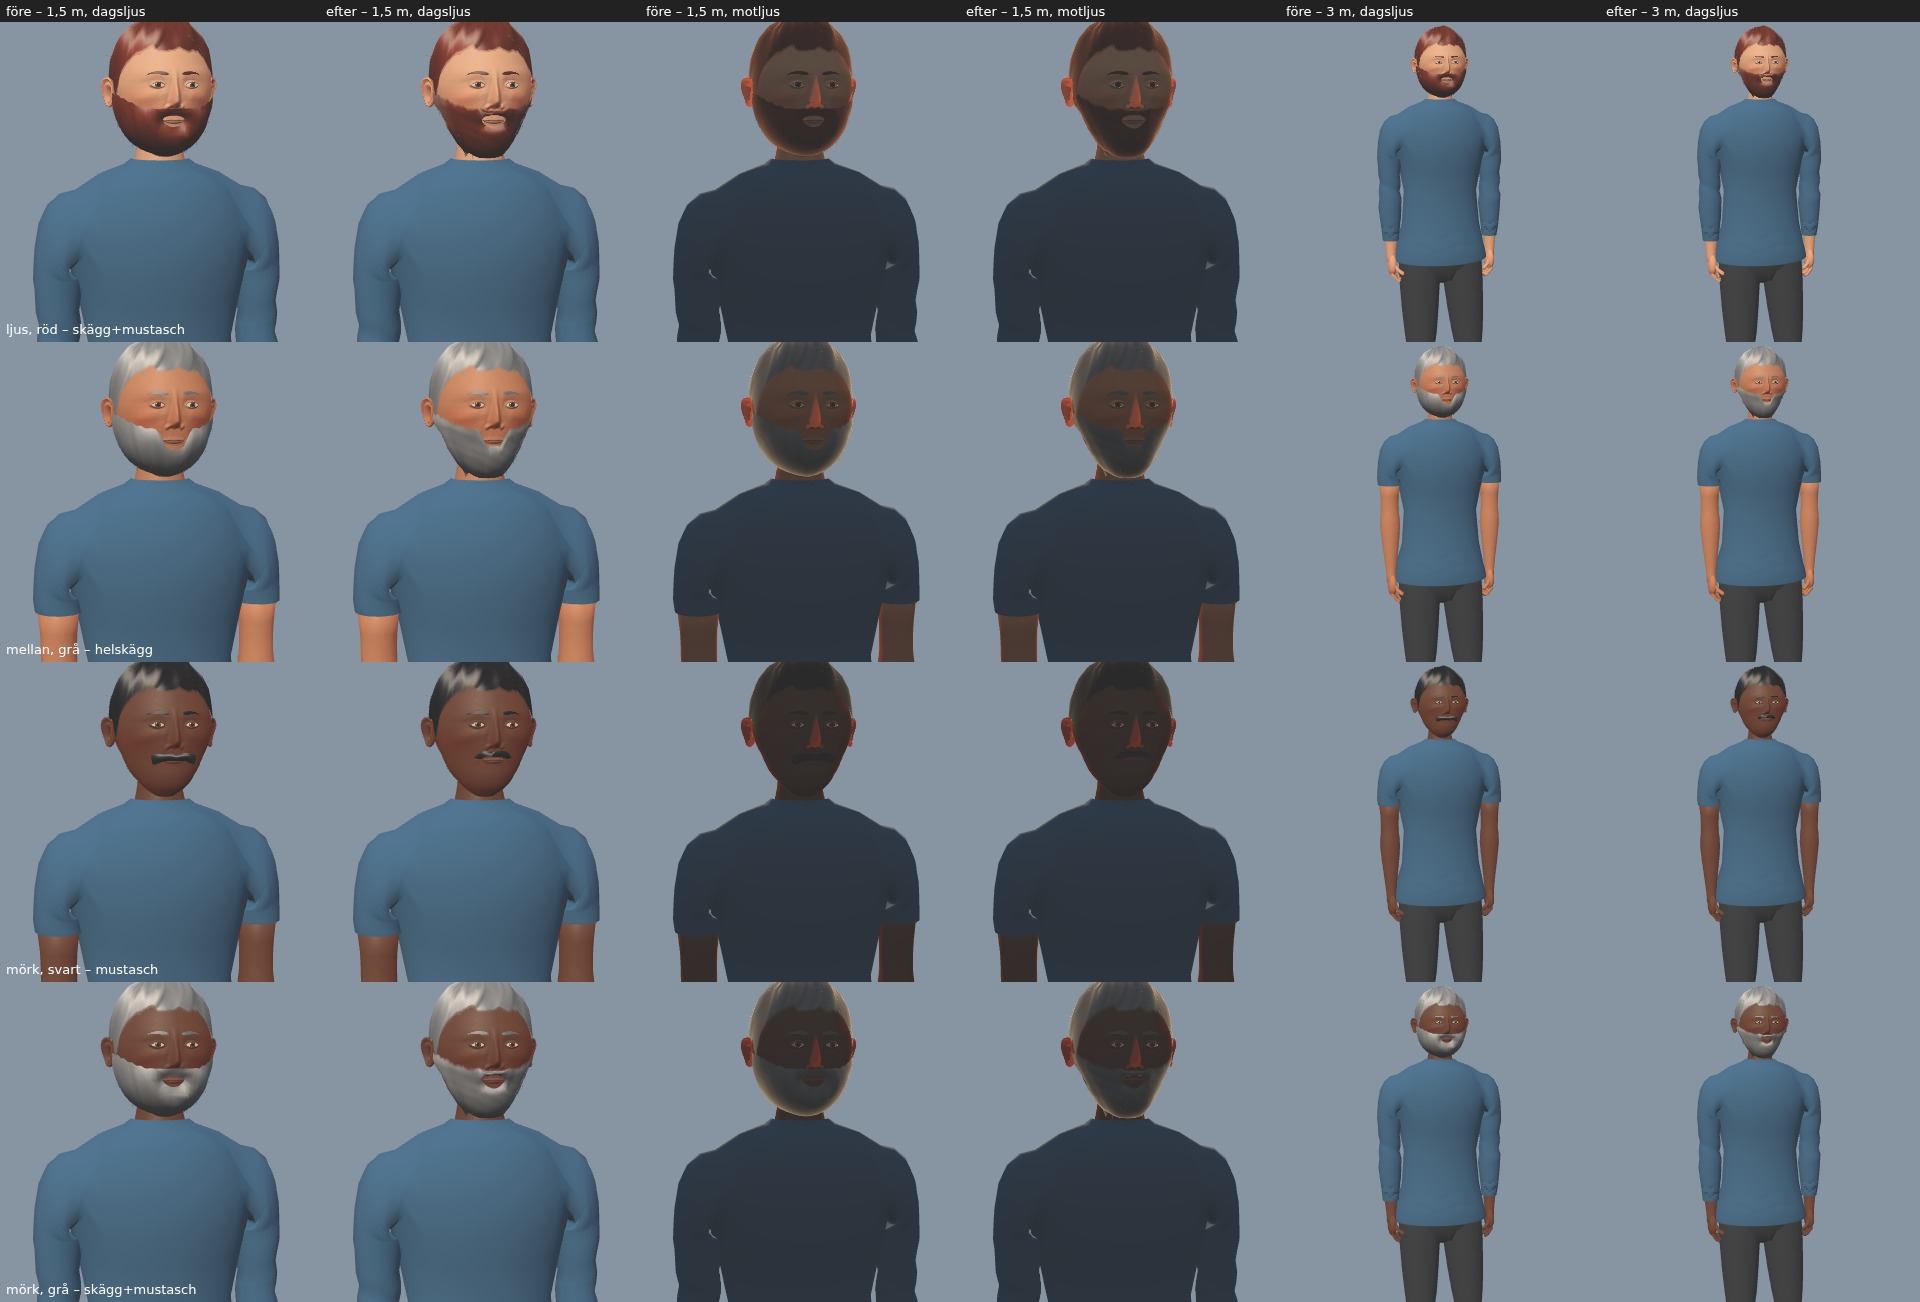 före – 1,5 m, dagsljus
efter – 1,5 m, dagsljus
före – 1,5 m, motljus
efter – 1,5 m, motljus
före – 3 m, dagsljus
efter – 3 m, dagsljus
ljus, röd – skägg+mustasch
mellan, grå – helskägg
mörk, svart – mustasch
mörk, grå – skägg+mustasch